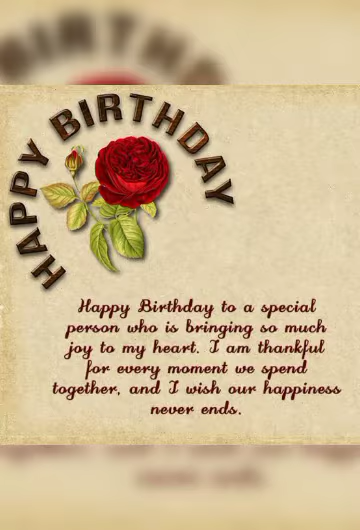 HAPPY BIRTHDAY
Happy Birthday to a special
person who is bringing so much
joy to my heart. I am thankful
for every moment we spend
together, and I wish our happiness
never ends.